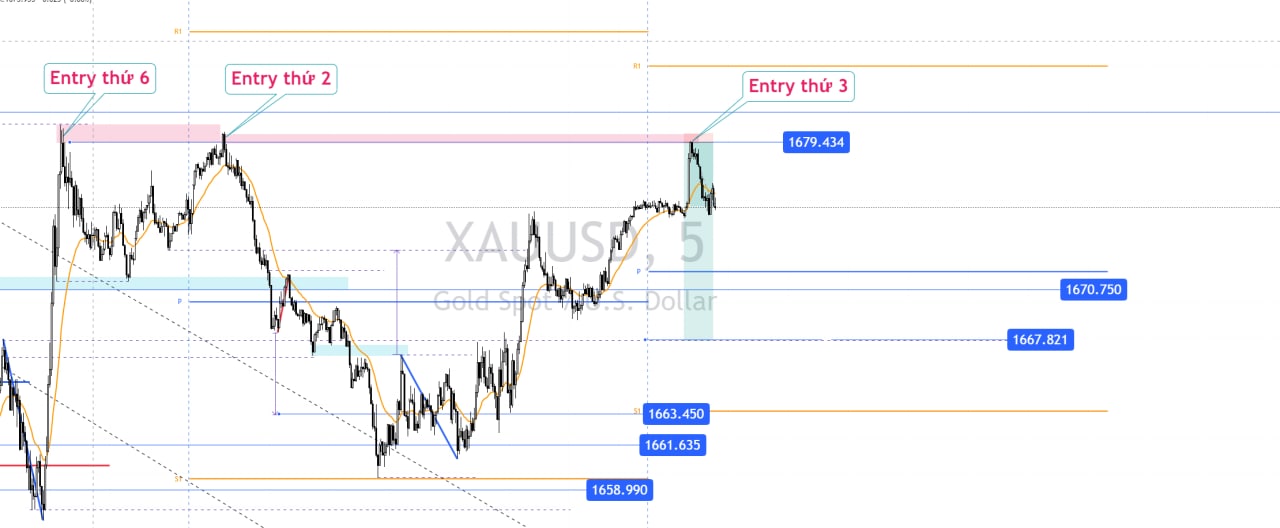 R1
R1
Entry thứ 6
Entry thứ 2
Entry thứ 3
1679.434
XAUUSD, 5
Gold Spot / U.S. Dollar
P
P
1670.750
1667.821
S1
1663.450
1661.635
S1
1658.990